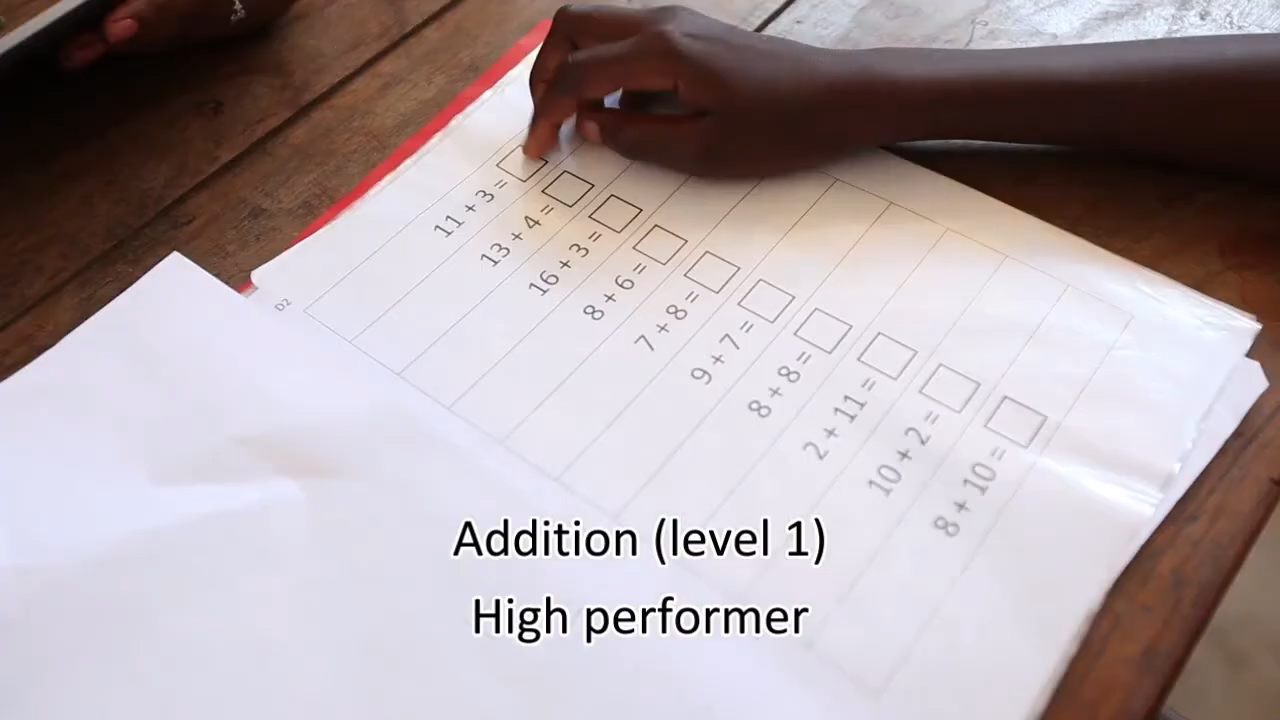 11 + 3 =
13 + 4 =
16 + 3 =
8 + 6 =
7 + 8 =
9 + 7 =
8 + 8 =
2 + 11 =
10 + 2 =
8 + 10 =
D2
Addition (level 1)
High performer